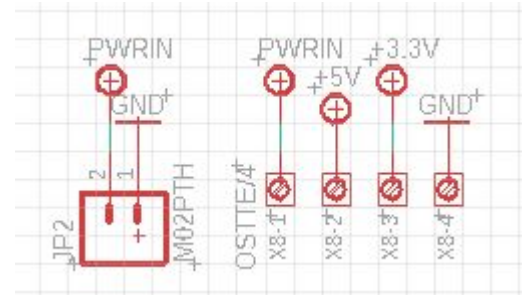 PWRIN
GND
2
1
JP2
M02PTH
PWRIN
+5V
+3.3V
GND
OSTTE/4
X8-1
X8-2
X8-3
X8-4